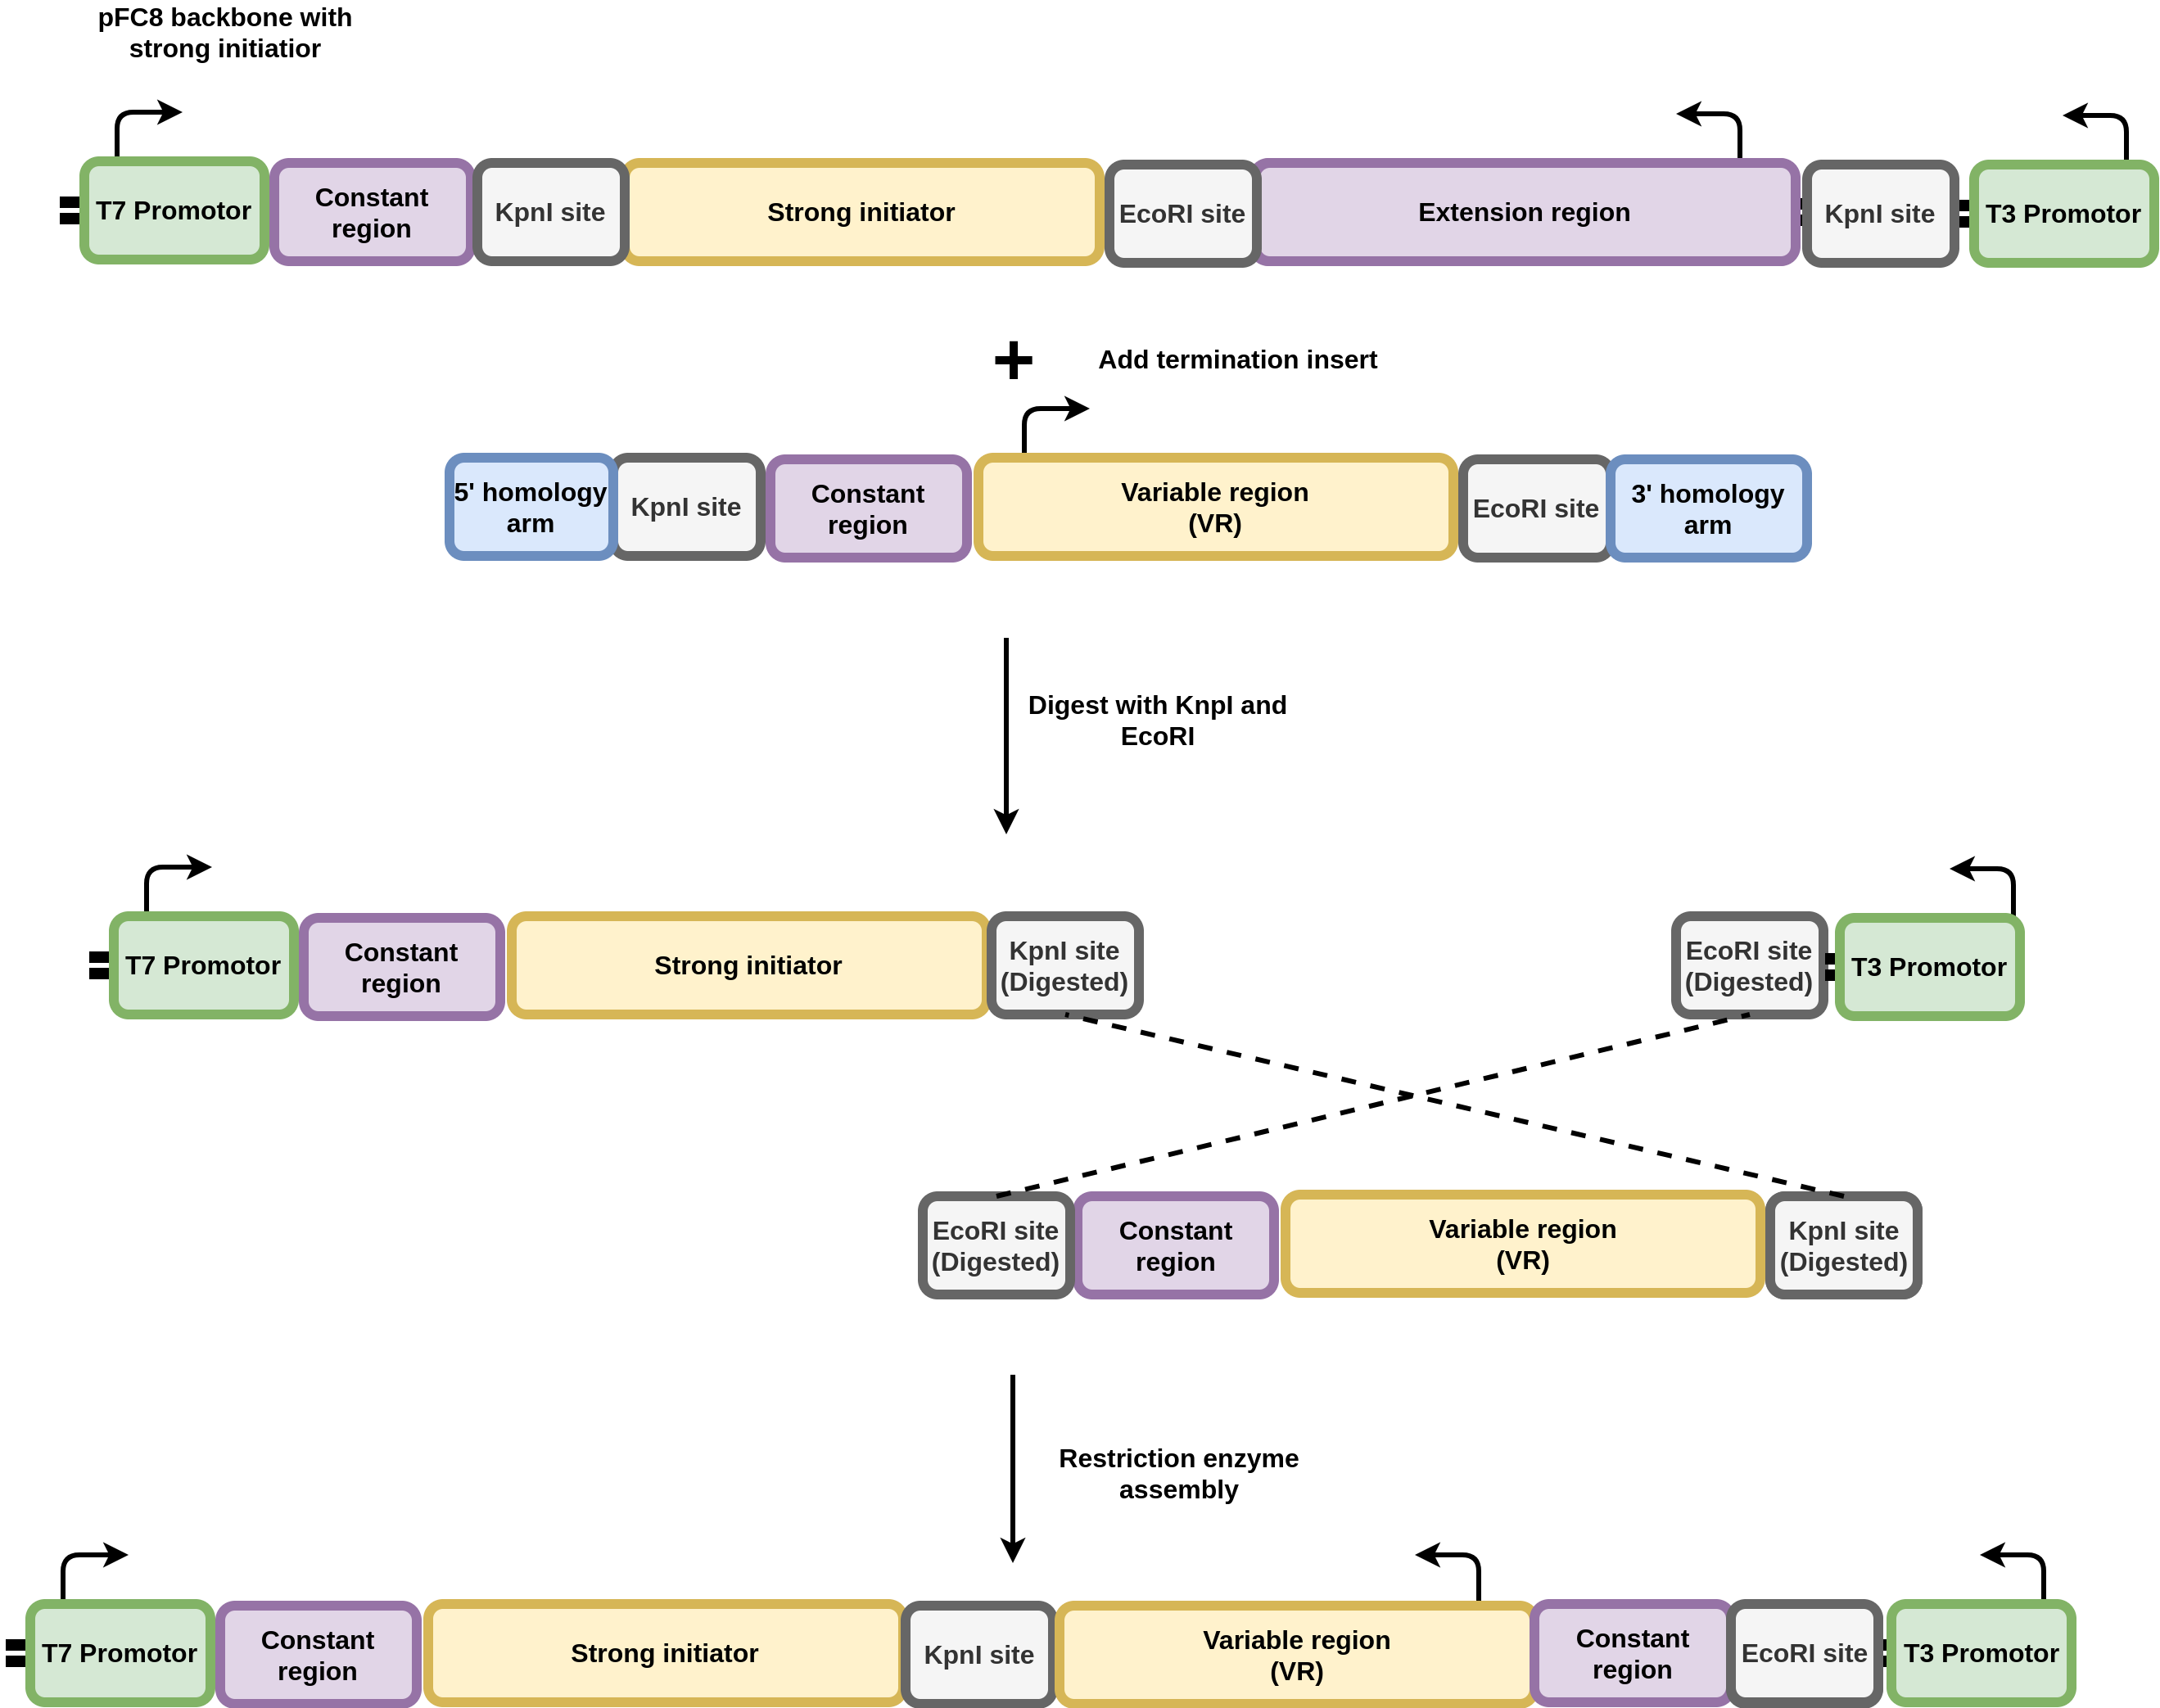 pFC8 backbone with
strong initiatior
T7 Promotor
Constant
region
KpnI site
Strong initiator
EcoRI site
Extension region
KpnI site
T3 Promotor
+
Add termination insert
5' homology
arm
KpnI site
Constant
region
Variable region
(VR)
EcoRI site
3' homology
arm
Digest with KnpI and
EcoRI
T7 Promotor
Constant
region
Strong initiator
KpnI site
(Digested)
EcoRI site
(Digested)
T3 Promotor
EcoRI site
(Digested)
Constant
region
Variable region
(VR)
KpnI site
(Digested)
Restriction enzyme
assembly
T7 Promotor
Constant
region
Strong initiator
KpnI site
Variable region
(VR)
Constant
region
EcoRI site
T3 Promotor